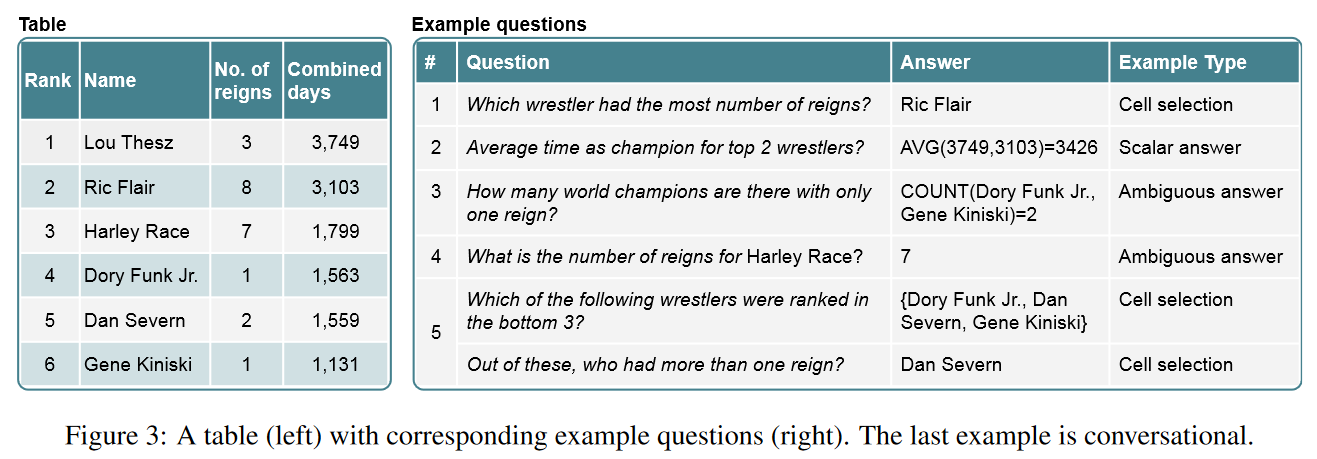 Table
Rank Name No. of reigns Combined days
1 Lou Thesz 3 3,749
2 Ric Flair 8 3,103
3 Harley Race 7 1,799
4 Dory Funk Jr. 1 1,563
5 Dan Severn 2 1,559
6 Gene Kiniski 1 1,131
Example questions
# Question Answer Example Type
1 Which wrestler had the most number of reigns? Ric Flair Cell selection
2 Average time as champion for top 2 wrestlers? AVG(3749,3103)=3426 Scalar answer
3 How many world champions are there with only one reign? COUNT(Dory Funk Jr., Gene Kiniski)=2 Ambiguous answer
4 What is the number of reigns for Harley Race? 7 Ambiguous answer
5 Which of the following wrestlers were ranked in the bottom 3? {Dory Funk Jr., Dan Severn, Gene Kiniski} Cell selection
Out of these, who had more than one reign? Dan Severn Cell selection
Figure 3: A table (left) with corresponding example questions (right). The last example is conversational.